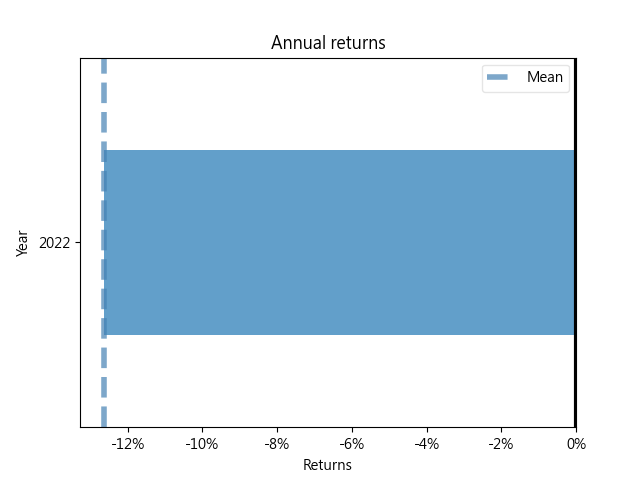 Annual returns
Mean
Year
2022
-12% -10% -8% -6% -4% -2% 0%
Returns